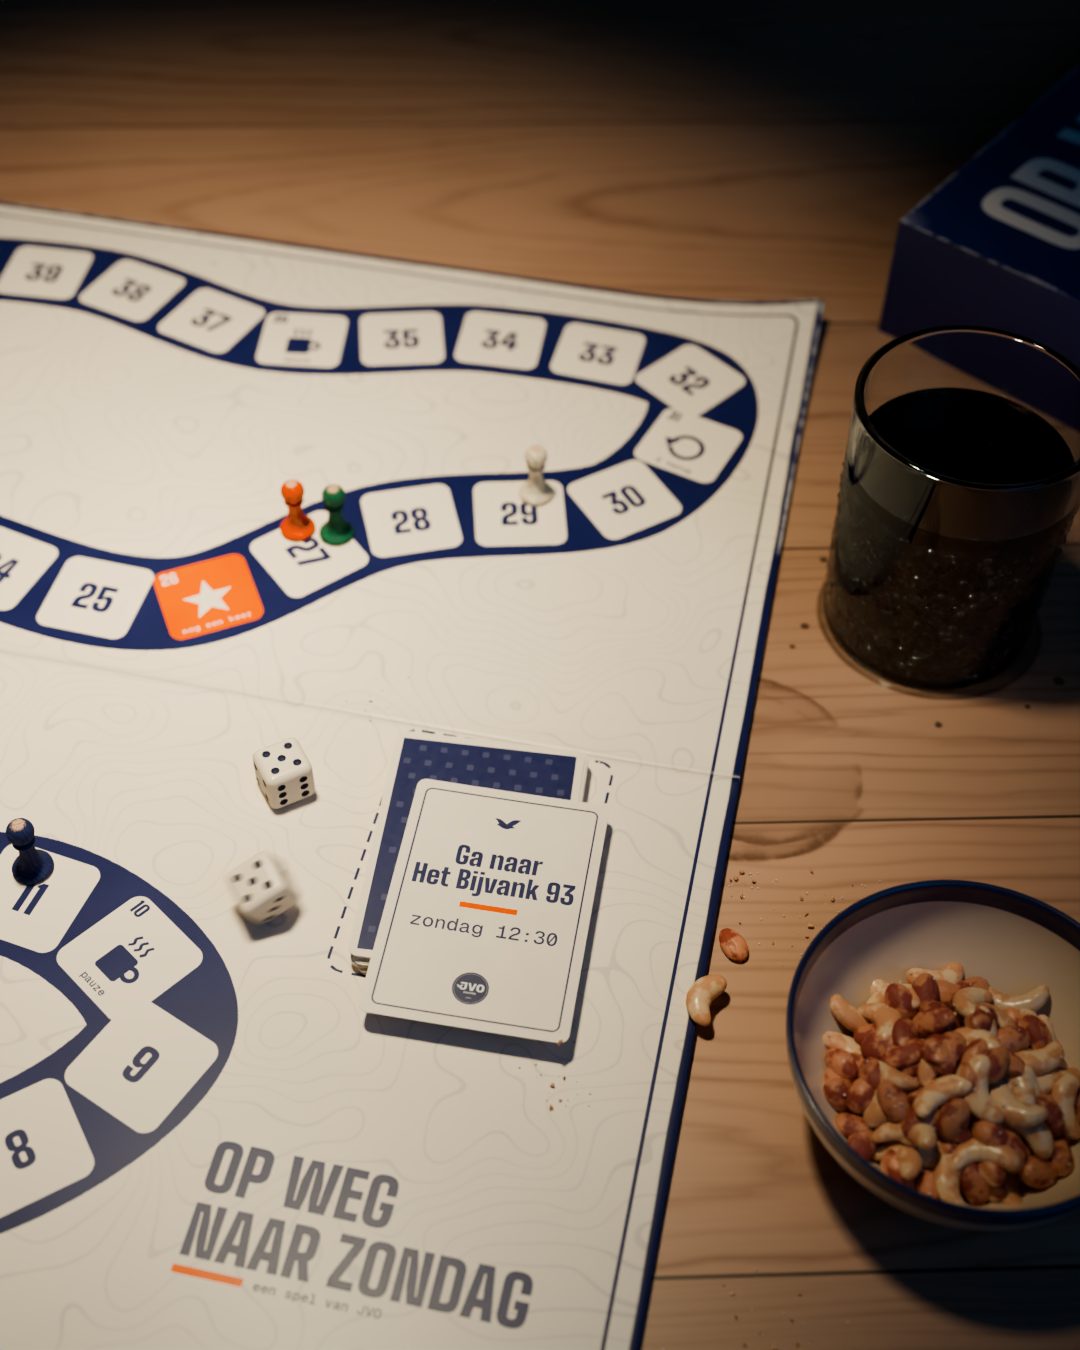 39
38
37
35
34
33
32
30
29
28
27
26
nog een keer
25
11
10
pauze
9
8
Ga naar
Het Bijvank 93
zondag 12:30
JVO
OP WEG
NAAR ZONDAG
een spel van JVO